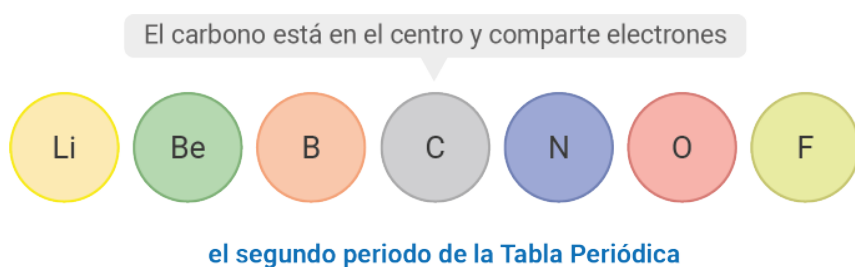 El carbono está en el centro y comparte electrones
Li Be B C N O F
el segundo periodo de la Tabla Periódica